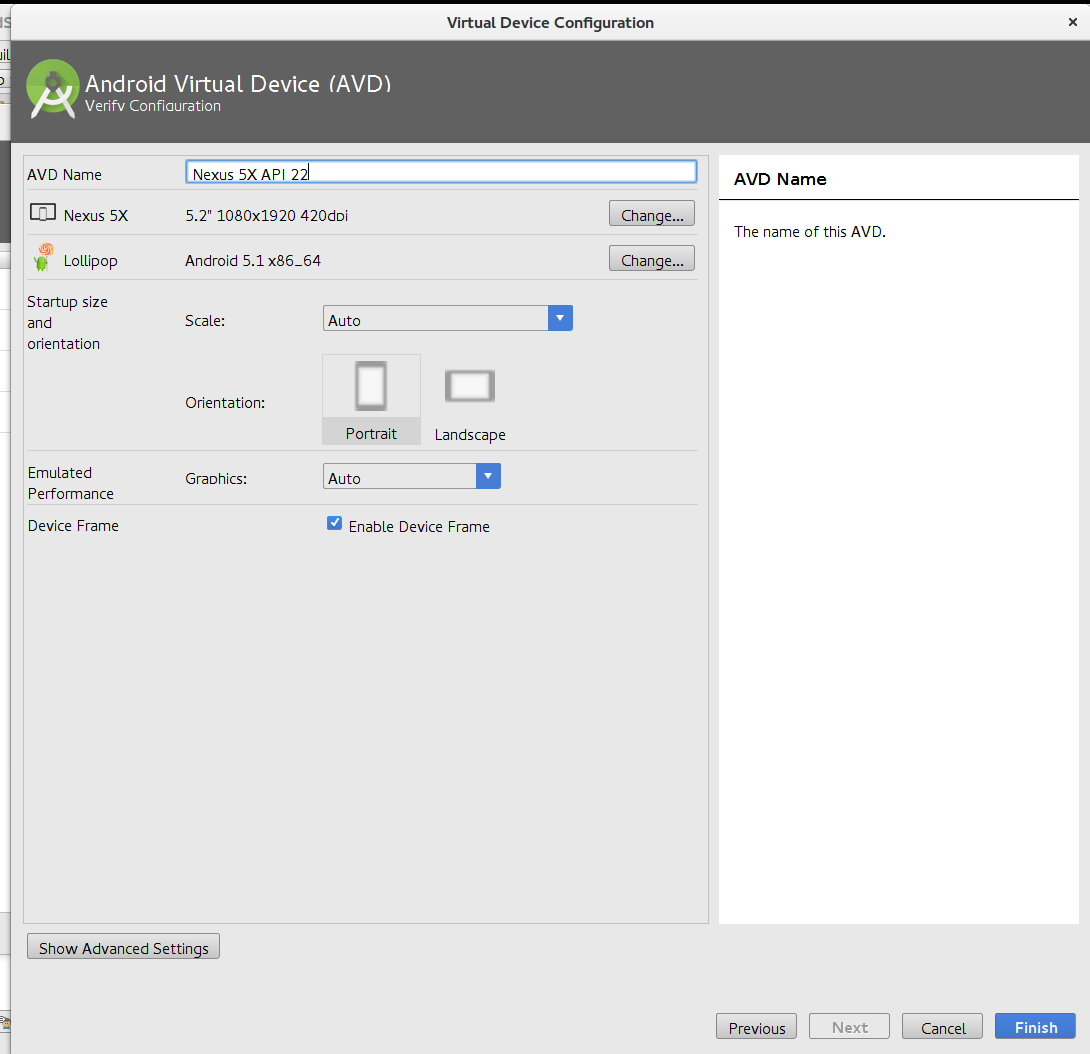 Virtual Device Configuration
Android Virtual Device (AVD)
Verify Configuration
AVD Name
Nexus 5X API 22
Nexus 5X
5.2" 1080x1920 420dpi
Change...
Lollipop
Android 5.1 x86_64
Change...
Startup size
and
orientation
Scale:
Auto
Orientation:
Portrait
Landscape
Emulated
Performance
Graphics:
Auto
Device Frame
Enable Device Frame
AVD Name
The name of this AVD.
Show Advanced Settings
Previous
Next
Cancel
Finish